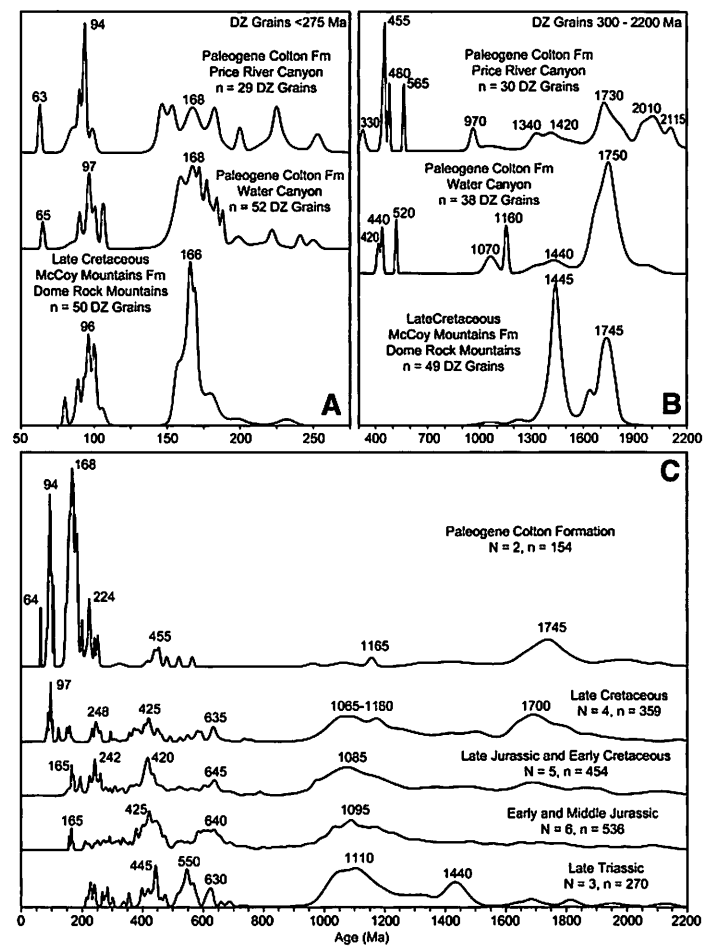 DZ Grains <275 Ma
94
Paleogene Colton Fm
Price River Canyon
n = 29 DZ Grains
63
168
97
168
Paleogene Colton Fm
Water Canyon
n = 52 DZ Grains
65
Late Cretaceous
McCoy Mountains Fm
Dome Rock Mountains
n = 50 DZ Grains
166
96
A
50 100 150 200 250
DZ Grains 300 - 2200 Ma
455
Paleogene Colton Fm
Price River Canyon
n = 30 DZ Grains
480
565
330
970
1340 1420
1730
2010
2115
Paleogene Colton Fm
Water Canyon
n = 38 DZ Grains
1750
420
440
520
1070
1160
1440
1445
LateCretaceous
McCoy Mountains Fm
Dome Rock Mountains
n = 49 DZ Grains
1745
B
400 700 1000 1300 1600 1900 2200
C
168
94
Paleogene Colton Formation
N = 2, n = 154
64
224
455
1165
1745
97
248
425
635
1065-1180
1700
Late Cretaceous
N = 4, n = 359
165
242
420
645
1085
Late Jurassic and Early Cretaceous
N = 5, n = 454
165
425
640
1095
Early and Middle Jurassic
N = 6, n = 536
445
550
630
1110
1440
Late Triassic
N = 3, n = 270
0 200 400 600 800 1000 1200 1400 1600 1800 2000 2200
Age (Ma)